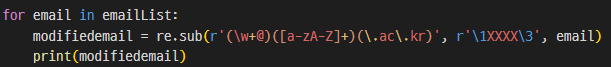 for email in emailList:
    modifiedemail = re.sub(r'(\w+@)([a-zA-Z]+)(\.ac\.kr)', r'\1XXXX\3', email)
    print(modifiedemail)